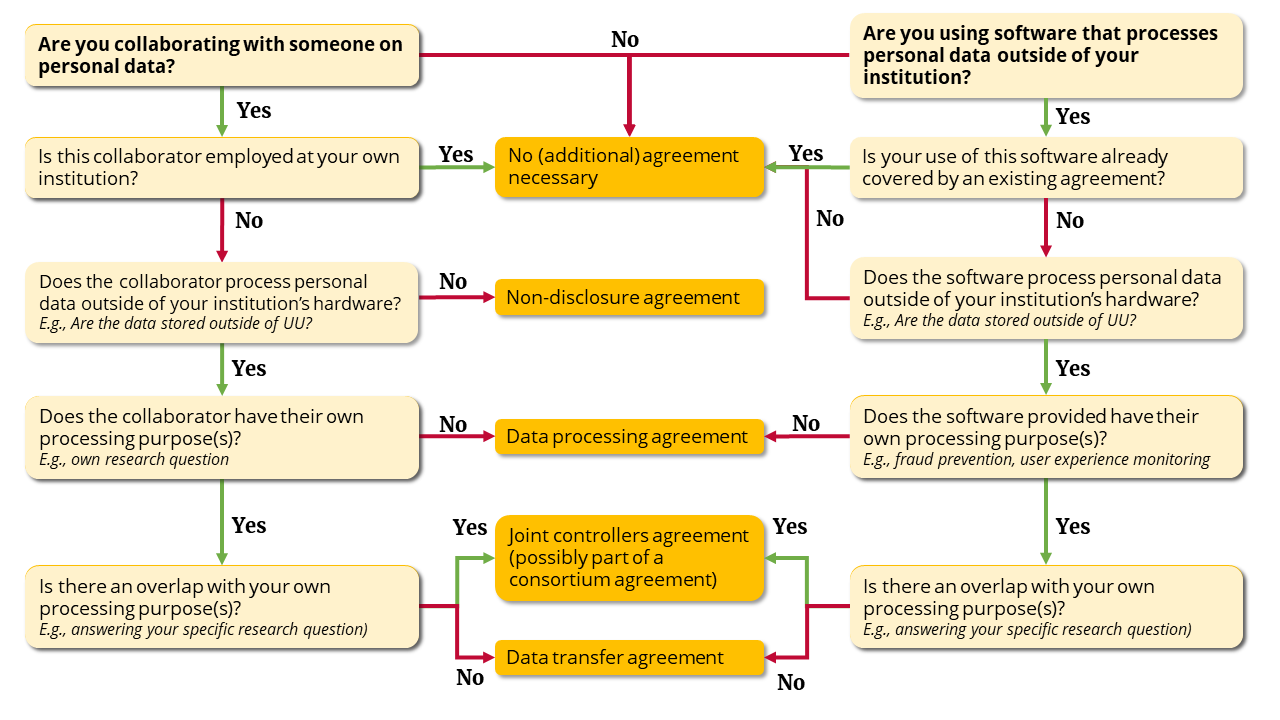 Are you collaborating with someone on
personal data?
No
Are you using software that processes
personal data outside of your
institution?
Yes
Yes
Is this collaborator employed at your own
institution?
Yes
No (additional) agreement
necessary
Yes
Is your use of this software already
covered by an existing agreement?
No
No
No
Does the collaborator process personal
data outside of your institution's hardware?
E.g., Are the data stored outside of UU?
No
Non-disclosure agreement
Does the software process personal data
outside of your institution's hardware?
E.g., Are the data stored outside of UU?
Yes
Yes
Does the collaborator have their own
processing purpose(s)?
E.g., own research question
No
Data processing agreement
No
Does the software provided have their
own processing purpose(s)?
E.g., fraud prevention, user experience monitoring
Yes
Yes
Yes
Joint controllers agreement
(possibly part of a
consortium agreement)
Yes
Is there an overlap with your own
processing purpose(s)?
E.g., answering your specific research question)
No
Data transfer agreement
No
Is there an overlap with your own
processing purpose(s)?
E.g., answering your specific research question)